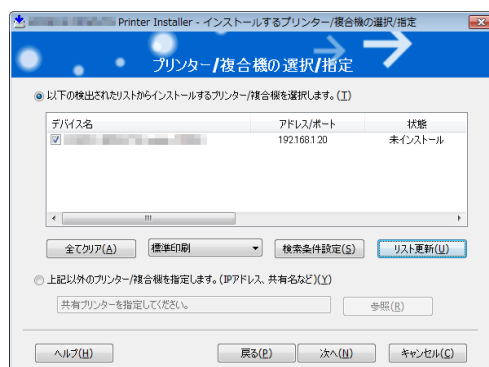 Printer Installer - インストールするプリンター/複合機の選択/指定
プリンター/複合機の選択/指定
以下の検出されたリストからインストールするプリンター/複合機を選択します。(T)
デバイス名 アドレス/ポート 状態
192.168.1.20 未インストール
全てクリア(A) 標準印刷 検索条件設定(S) リスト更新(U)
上記以外のプリンター/複合機を指定します。(IPアドレス、共有名など)(Y)
共有プリンターを指定してください。 参照(R)
ヘルプ(H) 戻る(P) 次へ(N) キャンセル(C)